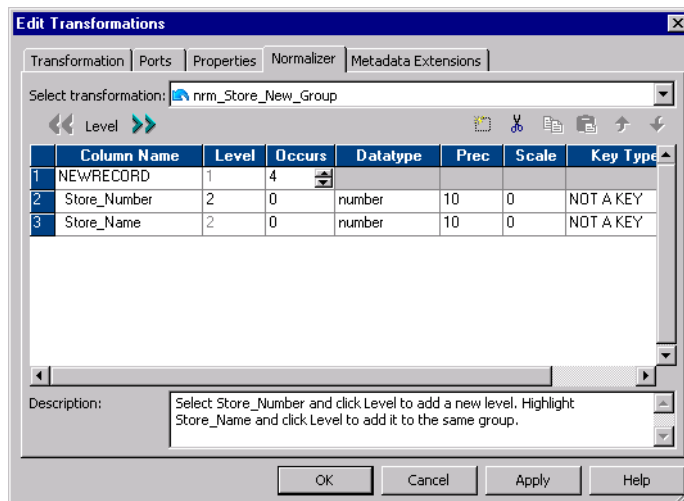 Edit Transformations
Transformation Ports Properties Normalizer Metadata Extensions
Select transformation: nrm_Store_New_Group
Level
Column Name Level Occurs Datatype Prec Scale Key Type
1 NEWRECORD 1 4
2 Store_Number 2 0 number 10 0 NOT A KEY
3 Store_Name 2 0 number 10 0 NOT A KEY
Description: Select Store_Number and click Level to add a new level. Highlight
Store_Name and click Level to add it to the same group.
OK Cancel Apply Help